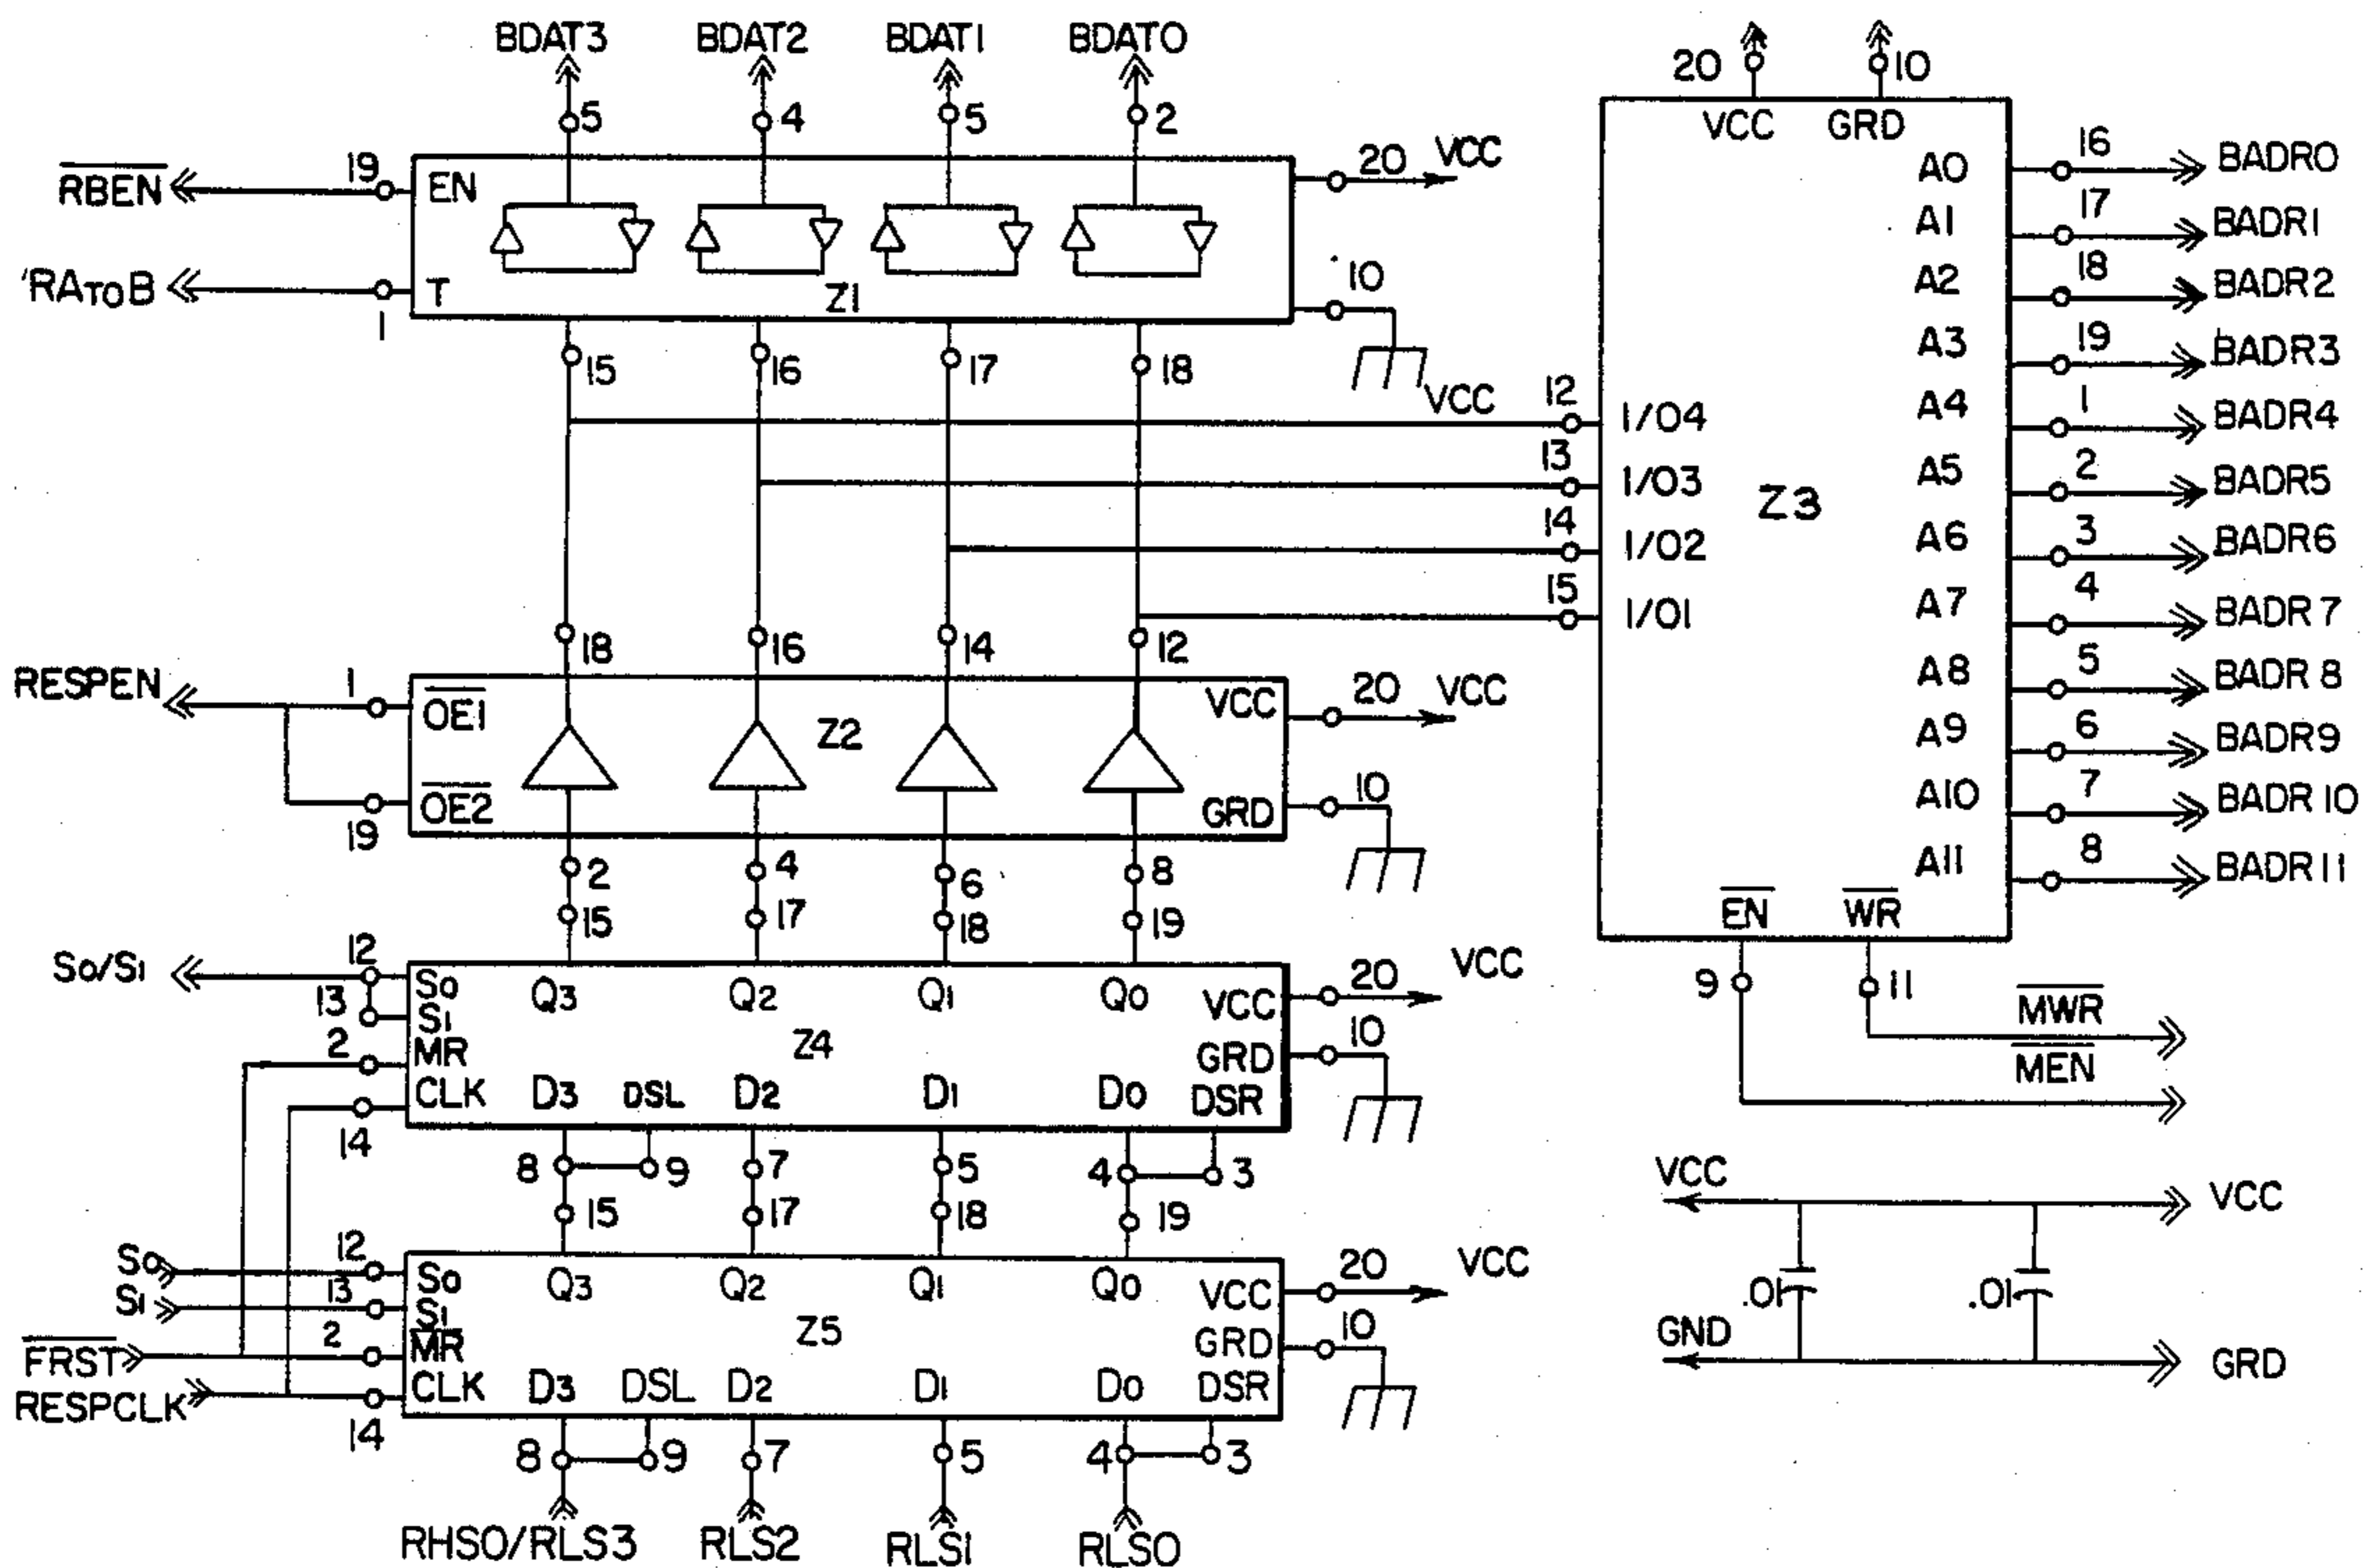 BDAT3 BDAT2 BDAT1 BDAT0
5 4 5 2
20 10
VCC GRD
RBEN 19 EN 20 VCC
RATOB T 1 Z1 10
15 16 17 18
A0 16 BADR0
A1 17 BADR1
A2 18 BADR2
A3 19 BADR3
A4 1 BADR4
A5 2 BADR5
A6 3 BADR6
A7 4 BADR7
A8 5 BADR8
A9 6 BADR9
A10 7 BADR10
A11 8 BADR11
VCC 12 I/O4
13 I/O3
14 I/O2
15 I/O1
Z3
EN WR
9 11
MWR
MEN
18 16 14 12
RESPEN 1 OE1 Z2 VCC 20 VCC
19 OE2 GRD 10
2 4 6 8
15 17 18 19
S0/S1 12 S0 Q3 Q2 Q1 Q0 VCC 20 VCC
13 S1 Z4
2 MR GRD 10
14 CLK D3 DSL D2 D1 D0 DSR
8 9 7 5 4 3
15 17 18 19
S0 12 S0 Q3 Q2 Q1 Q0 VCC 20 VCC
S1 13 S1 Z5
FRST 2 MR GRD 10
RESPCLK 14 CLK D3 DSL D2 D1 D0 DSR
8 9 7 5 4 3
RHS0/RLS3 RLS2 RLS1 RLS0
VCC VCC
.01 .01
GND GRD